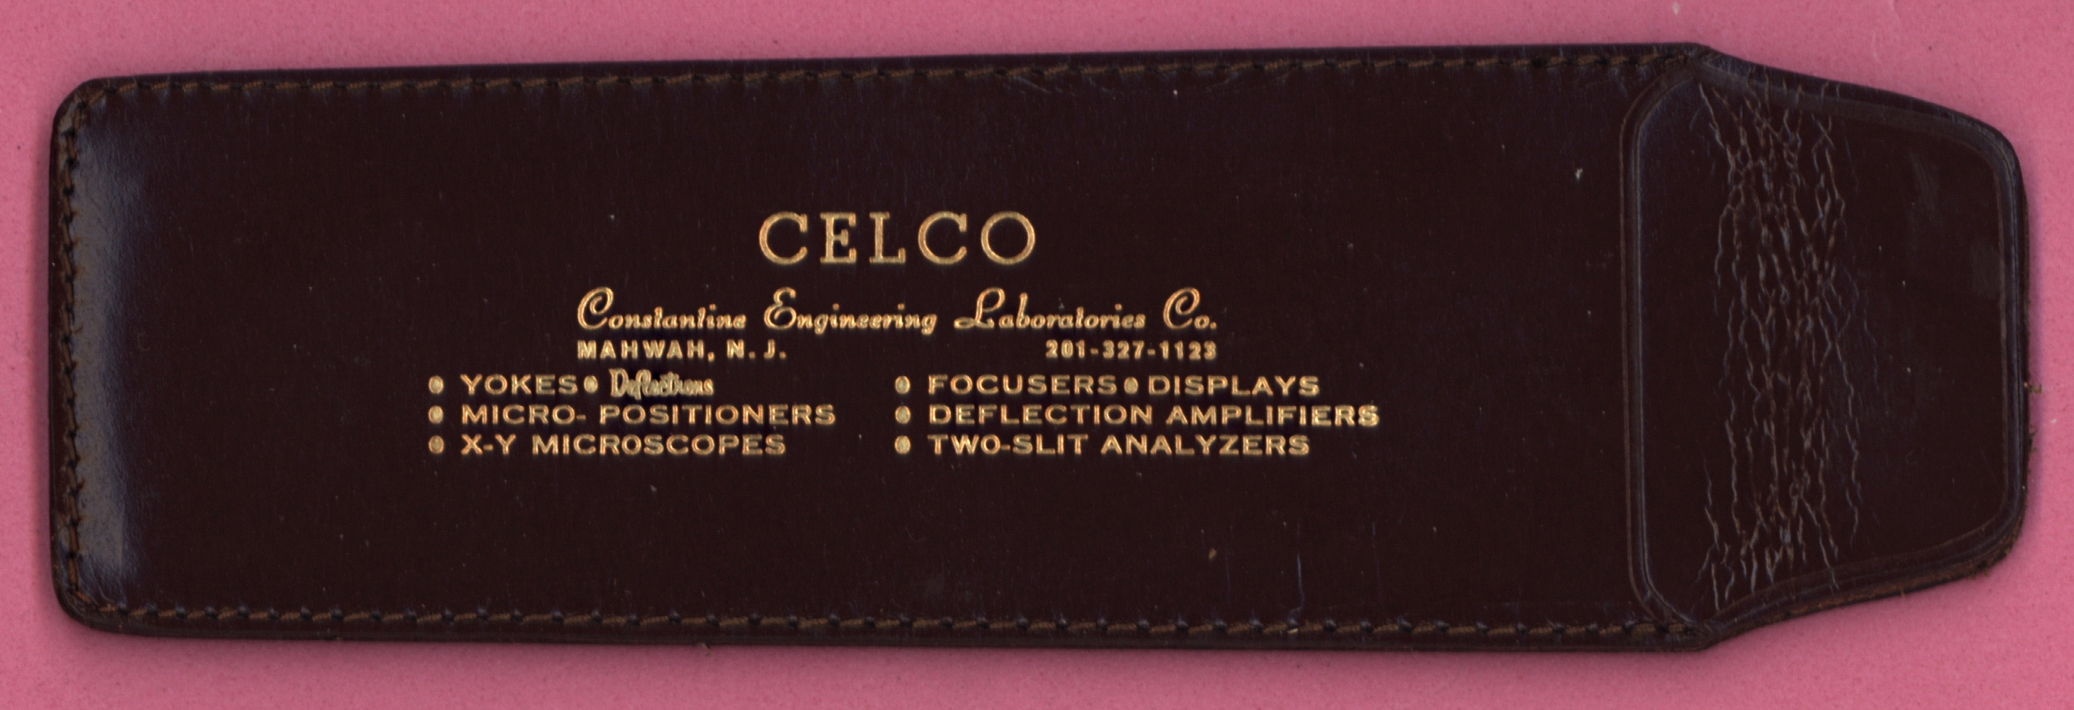 CELCO
Constantine Engineering Laboratories Co.
MAHWAH, N. J. 201-327-1123
• YOKES • Deflectrons • FOCUSERS • DISPLAYS
• MICRO- POSITIONERS • DEFLECTION AMPLIFIERS
• X-Y MICROSCOPES • TWO-SLIT ANALYZERS